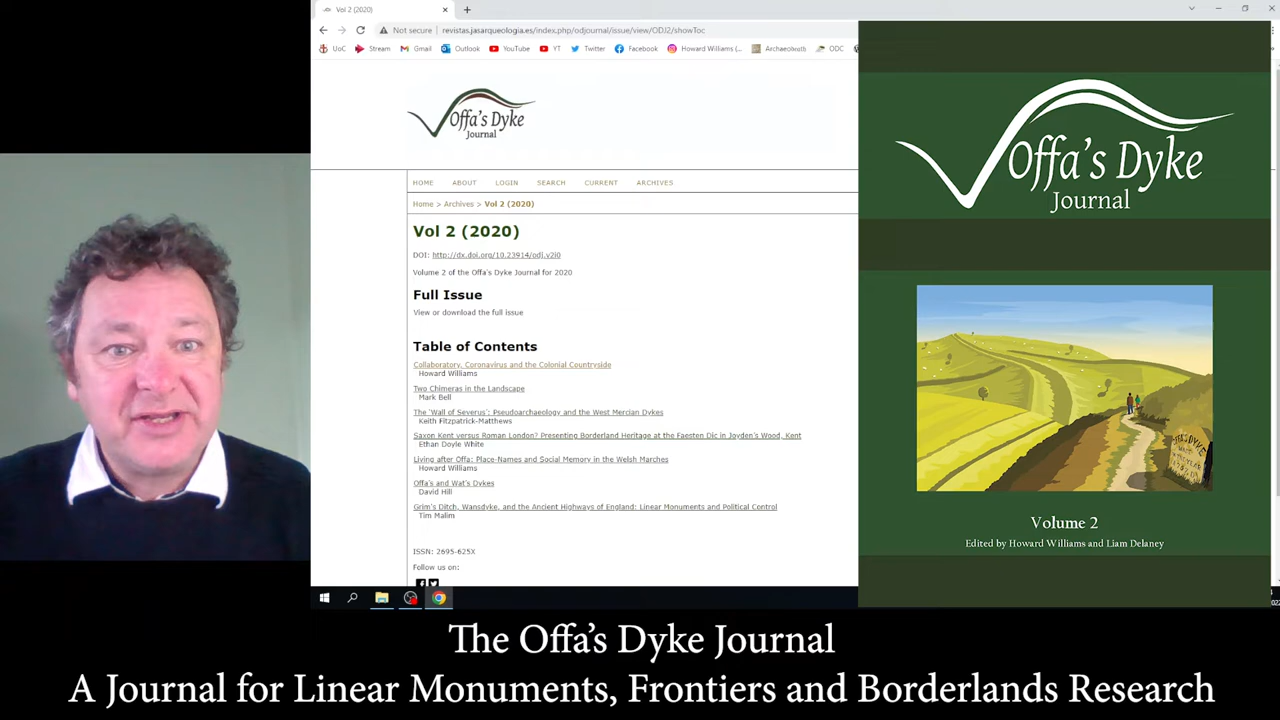 Vol 2 (2020)
Not secure
revistas.jasarqueologia.es/index.php/odjournal/issue/view/ODJ2/showToc
UoC
Stream
Gmail
Outlook
YouTube
YT
Twitter
Facebook
Howard Williams (...
Archaeodeath
ODC
Offa's Dyke
Journal
HOME
ABOUT
LOGIN
SEARCH
CURRENT
ARCHIVES
Home > Archives > Vol 2 (2020)
Vol 2 (2020)
DOI: http://dx.doi.org/10.23914/odj.v2i0
Volume 2 of the Offa's Dyke Journal for 2020
Full Issue
View or download the full issue
Table of Contents
Collaboratory, Coronavirus and the Colonial Countryside
Howard Williams
Two Chimeras in the Landscape
Mark Bell
The 'Wall of Severus': Pseudoarchaeology and the West Mercian Dykes
Keith Fitzpatrick-Matthews
Saxon Kent versus Roman London? Presenting Borderland Heritage at the Faesten Dic in Joyden's Wood, Kent
Ethan Doyle White
Living after Offa: Place-Names and Social Memory in the Welsh Marches
Howard Williams
Offa's and Wat's Dykes
David Hill
Grim's Ditch, Wansdyke, and the Ancient Highways of England: Linear Monuments and Political Control
Tim Malim
ISSN: 2695-625X
Follow us on:
Offa's Dyke
Journal
Volume 2
Edited by Howard Williams and Liam Delaney
The Offa's Dyke Journal
A Journal for Linear Monuments, Frontiers and Borderlands Research